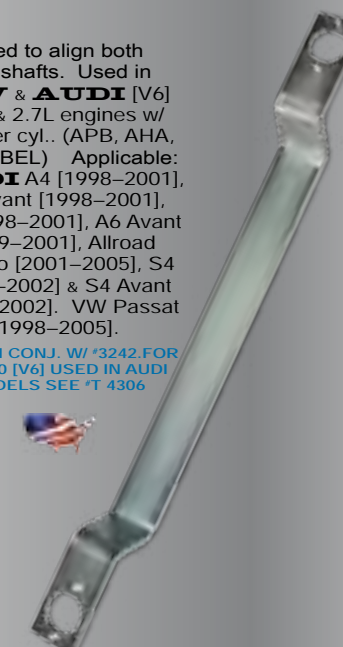 ed to align both
shafts. Used in
& AUDI [V6]
& 2.7L engines w/
er cyl.. (APB, AHA,
BEL) Applicable:
DI A4 [1998–2001],
vant [1998–2001],
98–2001], A6 Avant
9–2001], Allroad
o [2001–2005], S4
–2002] & S4 Avant
2002]. VW Passat
[1998–2005].
CONJ. W/ #3242.FOR
0 [V6] USED IN AUDI
DELS SEE #T 4306